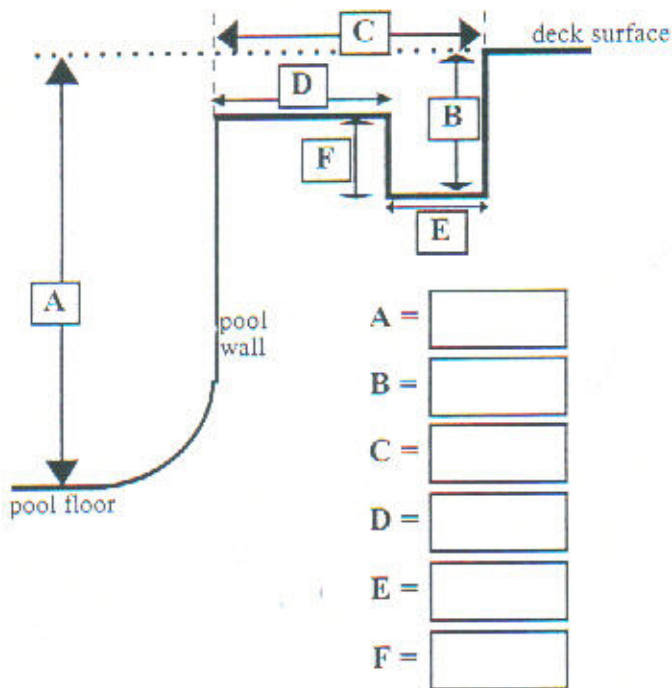 C
deck surface
D
B
F
E
A
pool
wall
pool floor
A =
B =
C =
D =
E =
F =